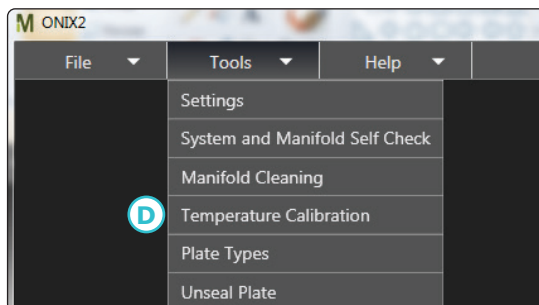 M ONIX2
File Tools Help
Settings
System and Manifold Self Check
Manifold Cleaning
D Temperature Calibration
Plate Types
Unseal Plate